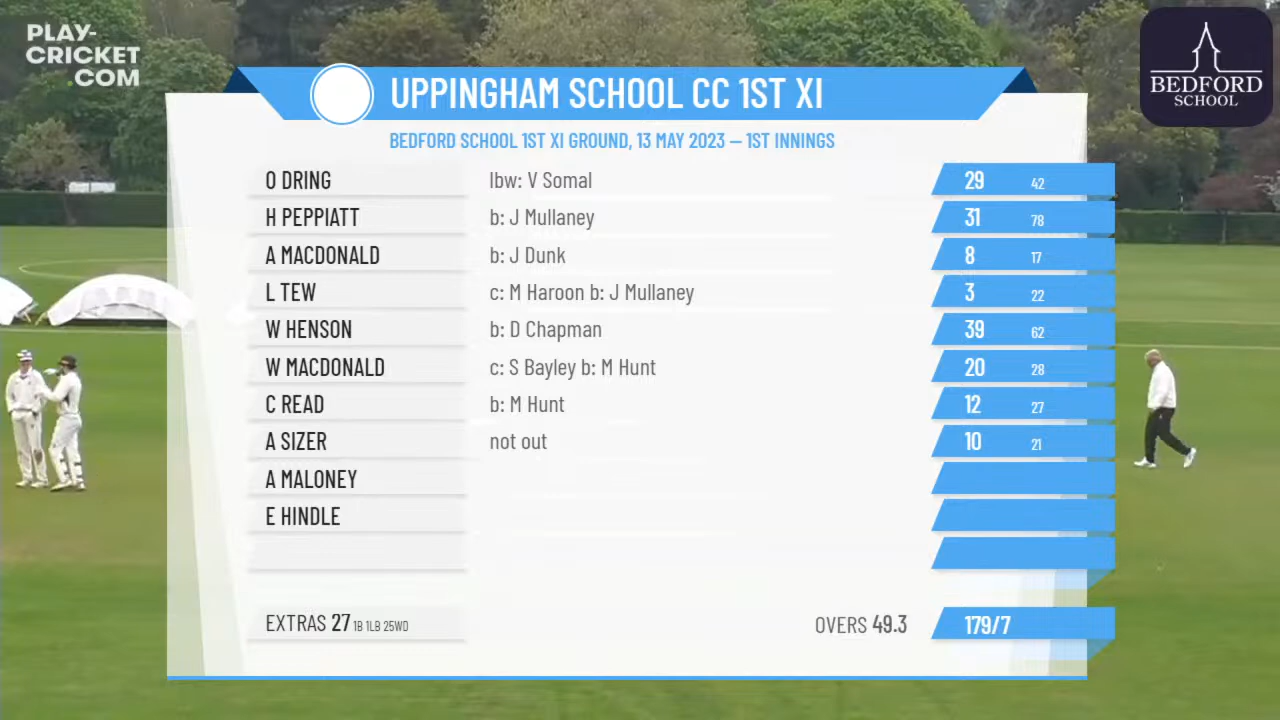 PLAY-
CRICKET
.COM
BEDFORD
SCHOOL
UPPINGHAM SCHOOL CC 1ST XI
BEDFORD SCHOOL 1ST XI GROUND, 13 MAY 2023 – 1ST INNINGS
O DRING lbw: V Somal 29 42
H PEPPIATT b: J Mullaney 31 78
A MACDONALD b: J Dunk 8 17
L TEW c: M Haroon b: J Mullaney 3 22
W HENSON b: D Chapman 39 62
W MACDONALD c: S Bayley b: M Hunt 20 28
C READ b: M Hunt 12 27
A SIZER not out 10 21
A MALONEY
E HINDLE
EXTRAS 27 1B 1LB 25WD OVERS 49.3 179/7